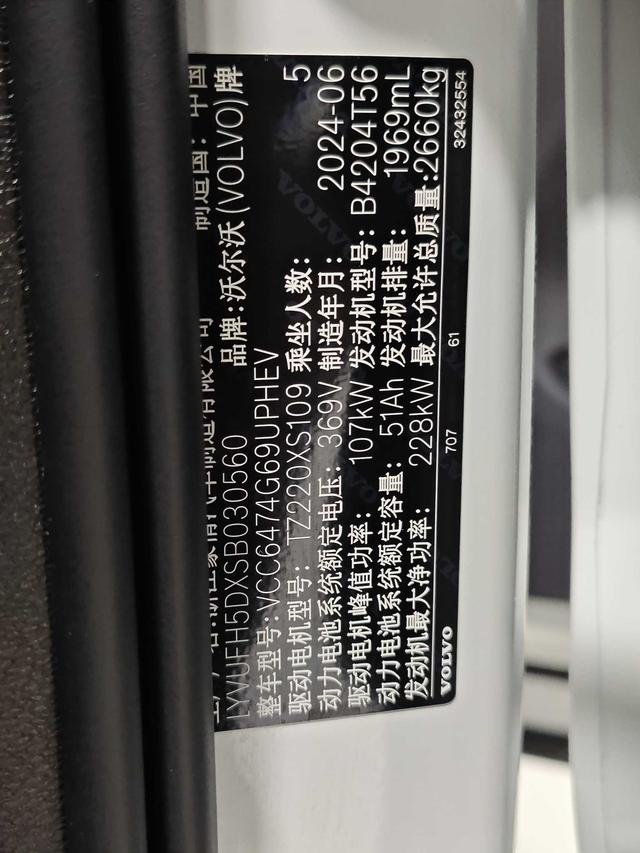 制造国：中国
品牌：沃尔沃(VOLVO)牌
LYVUFH5DXSB030560
整车型号：VCC6474G69UPHEV
驱动电机型号：TZ220XS109 乘坐人数：5
动力电池系统额定电压：369V 制造年月：2024-06
驱动电机峰值功率：107kW 发动机型号：B4204T56
动力电池系统额定容量：51Ah 发动机排量：1969mL
发动机最大净功率：228kW 最大允许总质量：2660kg
VOLVO 707 61 32432554